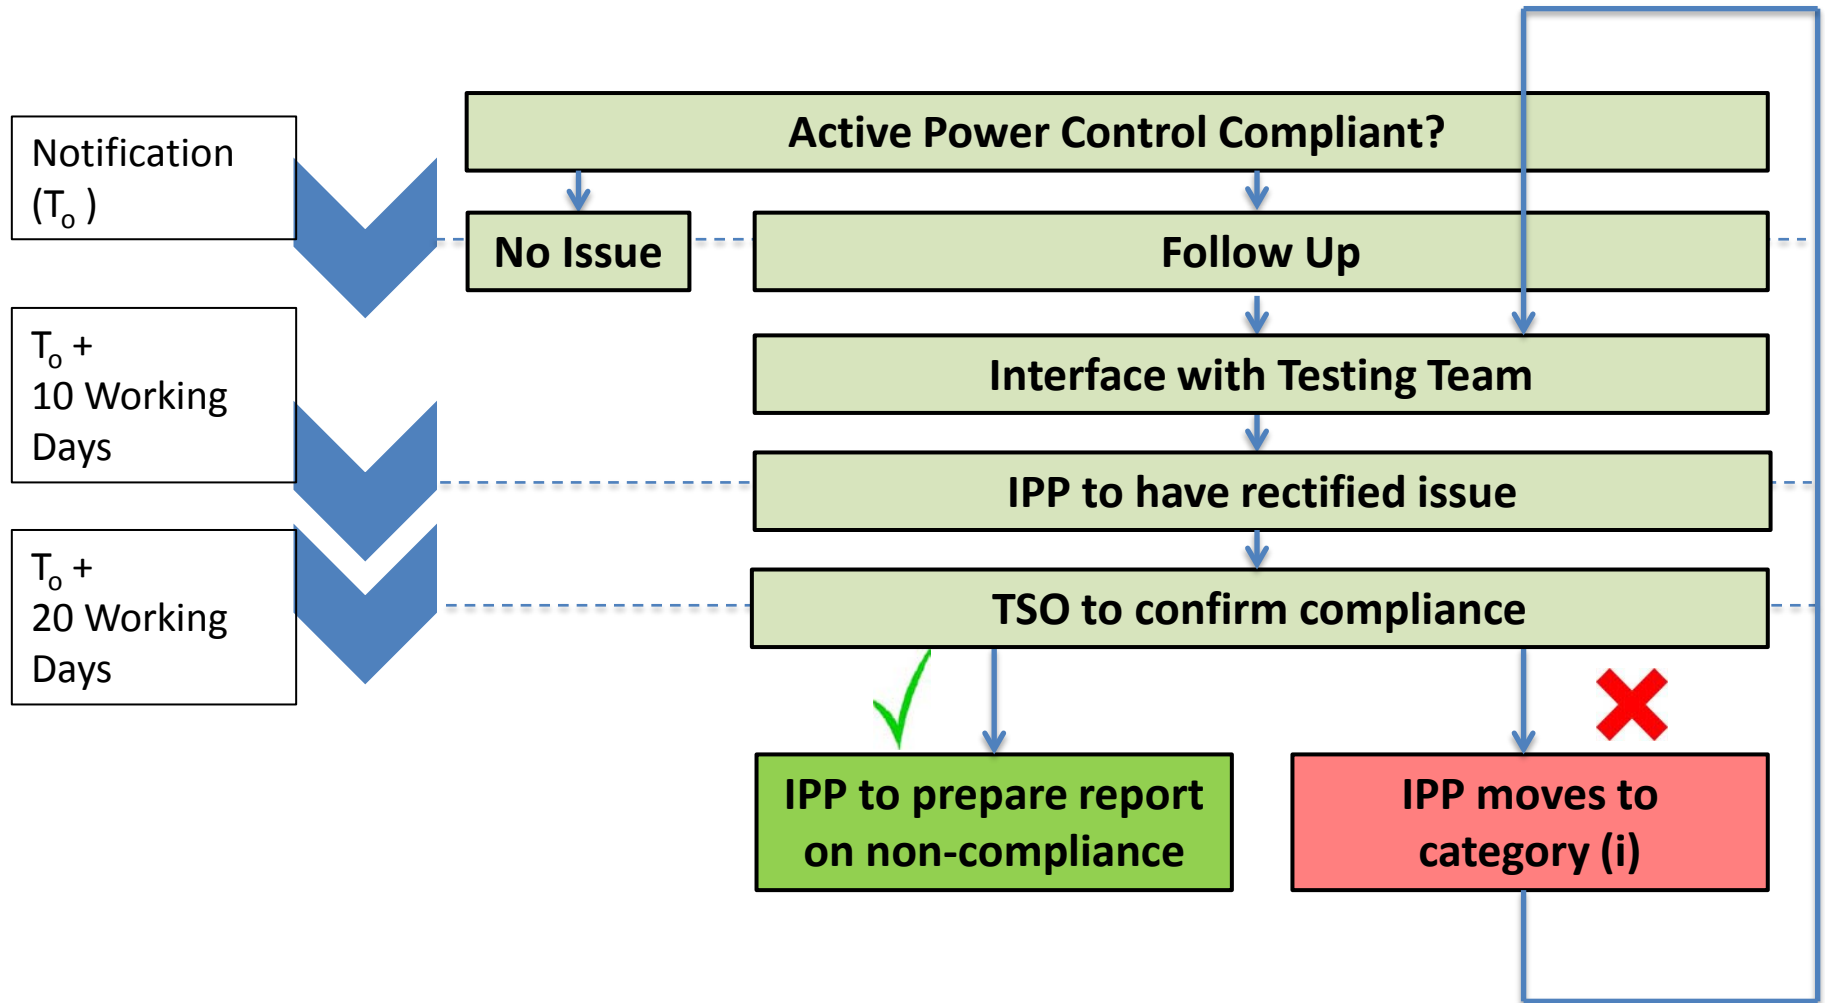 Notification
(To )
To +
10 Working
Days
To +
20 Working
Days
Active Power Control Compliant?
No Issue
Follow Up
Interface with Testing Team
IPP to have rectified issue
TSO to confirm compliance
IPP to prepare report
on non-compliance
IPP moves to
category (i)